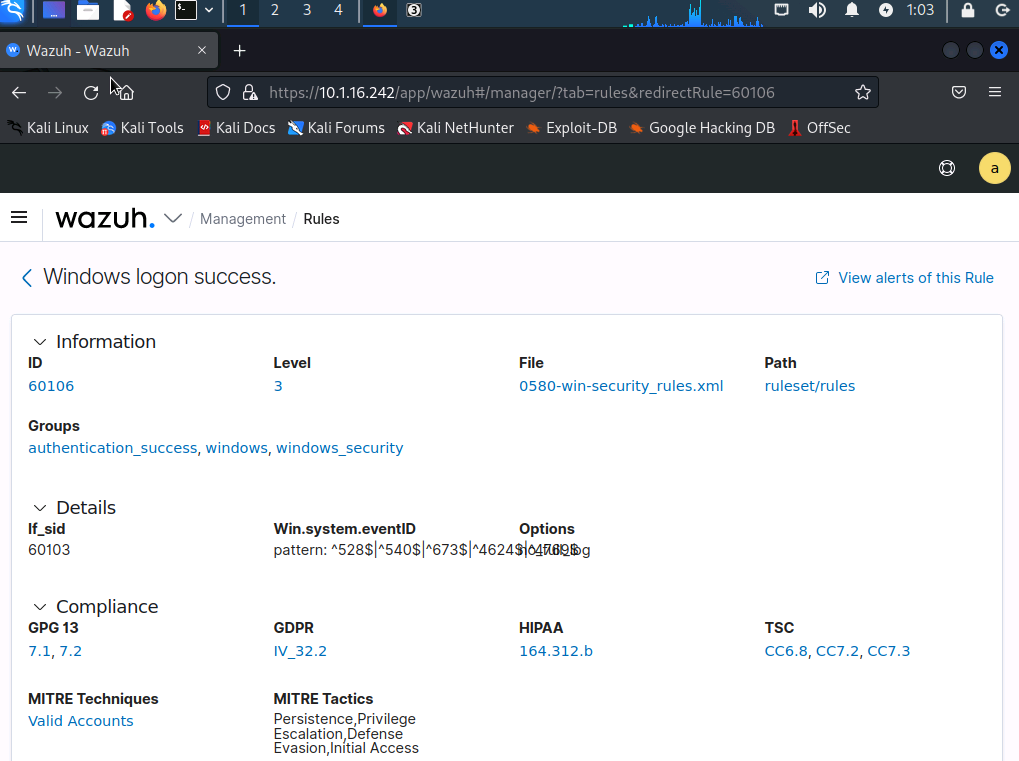 1 2 3 4 3 1:03
Wazuh - Wazuh
https://10.1.16.242/app/wazuh#/manager/?tab=rules&redirectRule=60106
Kali Linux Kali Tools Kali Docs Kali Forums Kali NetHunter Exploit-DB Google Hacking DB OffSec
a
wazuh. / Management / Rules
Windows logon success. View alerts of this Rule
Information
ID Level File Path
60106 3 0580-win-security_rules.xml ruleset/rules
Groups
authentication_success, windows, windows_security
Details
If_sid Win.system.eventID Options
60103 pattern: ^528$|^540$|^673$|^4624$|^4769$ no_full_log
Compliance
GPG 13 GDPR HIPAA TSC
7.1, 7.2 IV_32.2 164.312.b CC6.8, CC7.2, CC7.3
MITRE Techniques MITRE Tactics
Valid Accounts Persistence,Privilege
Escalation,Defense
Evasion,Initial Access